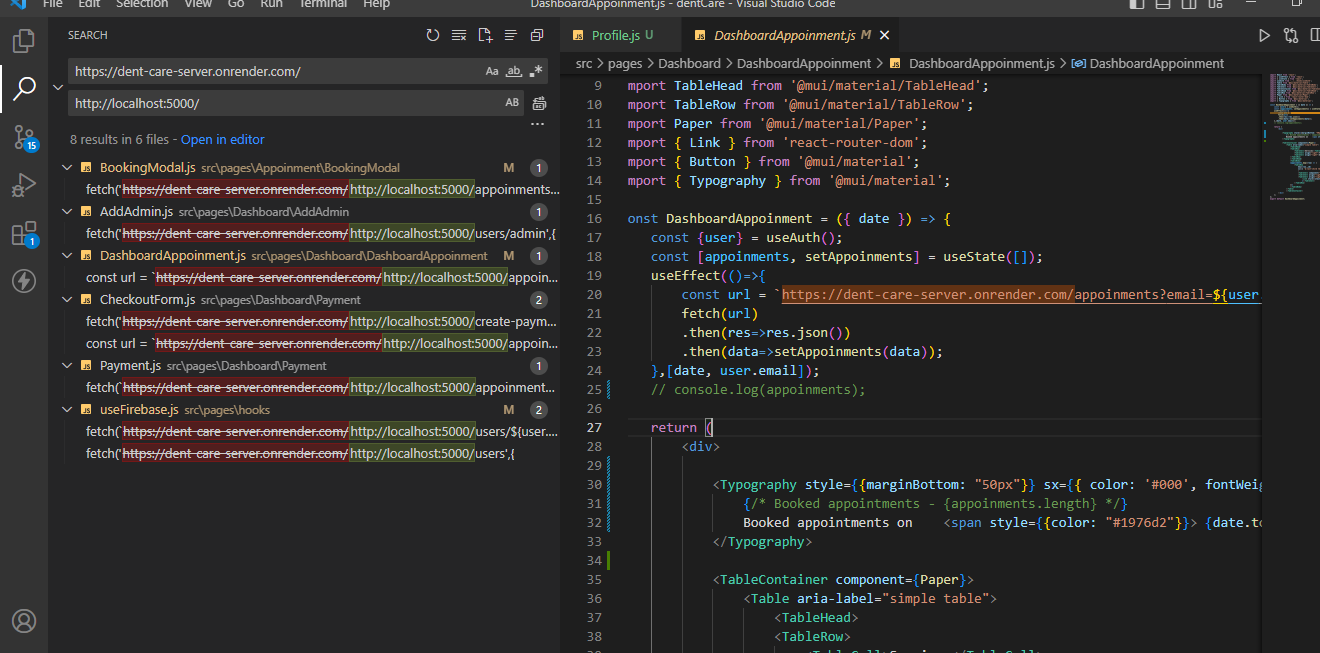 File Edit Selection View Go Run Terminal Help DashboardAppoinment.js - dentCare - Visual Studio Code
SEARCH
https://dent-care-server.onrender.com/ Aa ab .*
http://localhost:5000/ AB
8 results in 6 files - Open in editor
BookingModal.js src\pages\Appoinment\BookingModal M 1
fetch('https://dent-care-server.onrender.com/http://localhost:5000/appoinments...
AddAdmin.js src\pages\Dashboard\AddAdmin 1
fetch('https://dent-care-server.onrender.com/http://localhost:5000/users/admin',{
DashboardAppoinment.js src\pages\Dashboard\DashboardAppoinment M 1
const url = `https://dent-care-server.onrender.com/http://localhost:5000/appoin...
CheckoutForm.js src\pages\Dashboard\Payment 2
fetch('https://dent-care-server.onrender.com/http://localhost:5000/create-paym...
const url = `https://dent-care-server.onrender.com/http://localhost:5000/appoin...
Payment.js src\pages\Dashboard\Payment 1
fetch(`https://dent-care-server.onrender.com/http://localhost:5000/appoinment...
useFirebase.js src\pages\hooks M 2
fetch(`https://dent-care-server.onrender.com/http://localhost:5000/users/${user....
fetch('https://dent-care-server.onrender.com/http://localhost:5000/users',{
15
1
Profile.js U DashboardAppoinment.js M
src > pages > Dashboard > DashboardAppoinment > DashboardAppoinment.js > DashboardAppoinment
9 mport TableHead from '@mui/material/TableHead';
10 mport TableRow from '@mui/material/TableRow';
11 mport Paper from '@mui/material/Paper';
12 mport { Link } from 'react-router-dom';
13 mport { Button } from '@mui/material';
14 mport { Typography } from '@mui/material';
15
16 onst DashboardAppoinment = ({ date }) => {
17 const {user} = useAuth();
18 const [appoinments, setAppoinments] = useState([]);
19 useEffect(()=>{
20 const url = `https://dent-care-server.onrender.com/appoinments?email=${user
21 fetch(url)
22 .then(res=>res.json())
23 .then(data=>setAppoinments(data));
24 },[date, user.email]);
25 // console.log(appoinments);
26
27 return (
28 <div>
29
30 <Typography style={{marginBottom: "50px"}} sx={{ color: '#000', fontWeig
31 {/* Booked appointments - {appoinments.length} */}
32 Booked appointments on <span style={{color: "#1976d2"}}> {date.to
33 </Typography>
34
35 <TableContainer component={Paper}>
36 <Table aria-label="simple table">
37 <TableHead>
38 <TableRow>